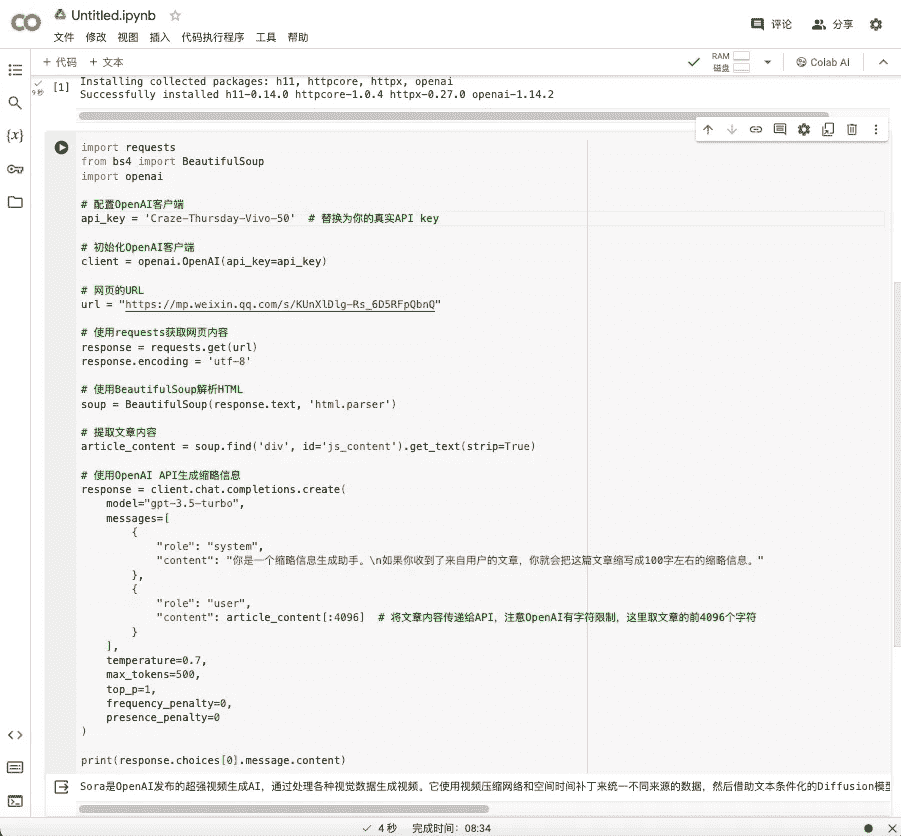 CO Untitled.ipynb
评论 分享
文件 修改 视图 插入 代码执行程序 工具 帮助
+ 代码 + 文本
RAM
磁盘
Colab AI
[1]
9秒
Installing collected packages: h11, httpcore, httpx, openai
Successfully installed h11-0.14.0 httpcore-1.0.4 httpx-0.27.0 openai-1.14.2
{x}
import requests
from bs4 import BeautifulSoup
import openai
# 配置OpenAI客户端
api_key = 'Craze-Thursday-Vivo-50'  # 替换为你的真实API key
# 初始化OpenAI客户端
client = openai.OpenAI(api_key=api_key)
# 网页的URL
url = "https://mp.weixin.qq.com/s/KUnXlDlg-Rs_6D5RFpQbnQ"
# 使用requests获取网页内容
response = requests.get(url)
response.encoding = 'utf-8'
# 使用BeautifulSoup解析HTML
soup = BeautifulSoup(response.text, 'html.parser')
# 提取文章内容
article_content = soup.find('div', id='js_content').get_text(strip=True)
# 使用OpenAI API生成缩略信息
response = client.chat.completions.create(
    model="gpt-3.5-turbo",
    messages=[
        {
            "role": "system",
            "content": "你是一个缩略信息生成助手。\n如果你收到了来自用户的文章，你就会把这篇文章缩写成100字左右的缩略信息。"
        },
        {
            "role": "user",
            "content": article_content[:4096]  # 将文章内容传递给API，注意OpenAI有字符限制，这里取文章的前4096个字符
        }
    ],
    temperature=0.7,
    max_tokens=500,
    top_p=1,
    frequency_penalty=0,
    presence_penalty=0
)
print(response.choices[0].message.content)
Sora是OpenAI发布的超强视频生成AI，通过处理各种视觉数据生成视频。它使用视频压缩网络和空间时间补丁来统一不同来源的数据，然后借助文本条件化的Diffusion模型
4秒 完成时间：08:34